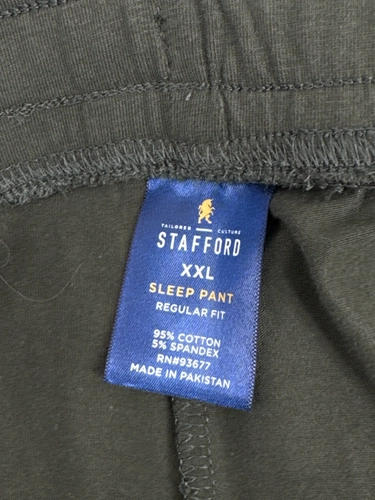 TAILORED CULTURE
STAFFORD
XXL
SLEEP PANT
REGULAR FIT
95% COTTON
5% SPANDEX
RN#93677
MADE IN PAKISTAN